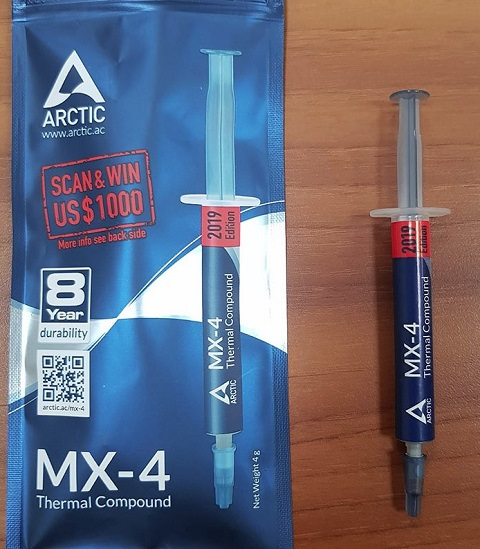 ARCTIC
www.arctic.ac
SCAN & WIN
US$1000
More info see back side
8
Year
durability
arctic.ac/mx-4
MX-4
Thermal Compound
2019
Edition
MX-4
Thermal Compound
ARCTIC
Net Weight 4 g
2019
Edition
MX-4
Thermal Compound
ARCTIC